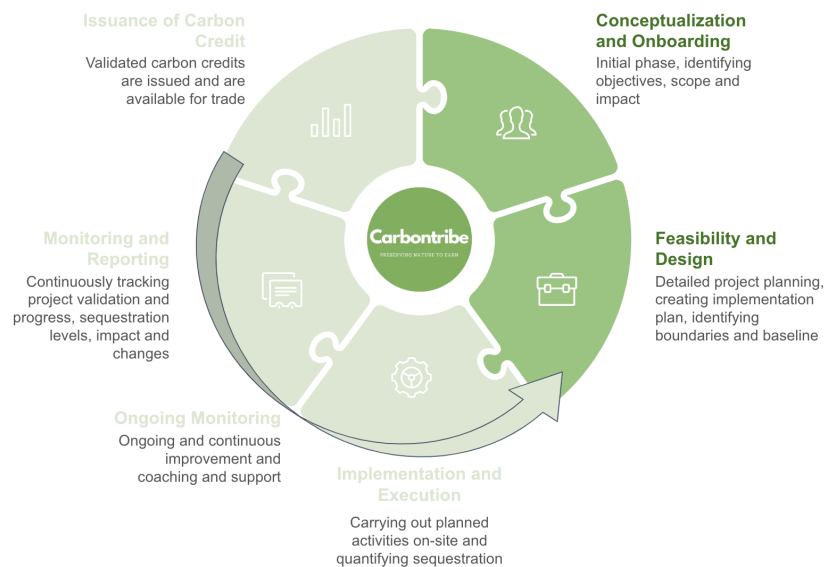 Issuance of Carbon
Credit
Validated carbon credits
are issued and are
available for trade
Conceptualization
and Onboarding
Initial phase, identifying
objectives, scope and
impact
Carbontribe
PRESERVING NATURE TO EARN
Monitoring and
Reporting
Continuously tracking
project validation and
progress, sequestration
levels, impact and
changes
Feasibility and
Design
Detailed project planning,
creating implementation
plan, identifying
boundaries and baseline
Ongoing Monitoring
Ongoing and continuous
improvement and
coaching and support
Implementation and
Execution
Carrying out planned
activities on-site and
quantifying sequestration